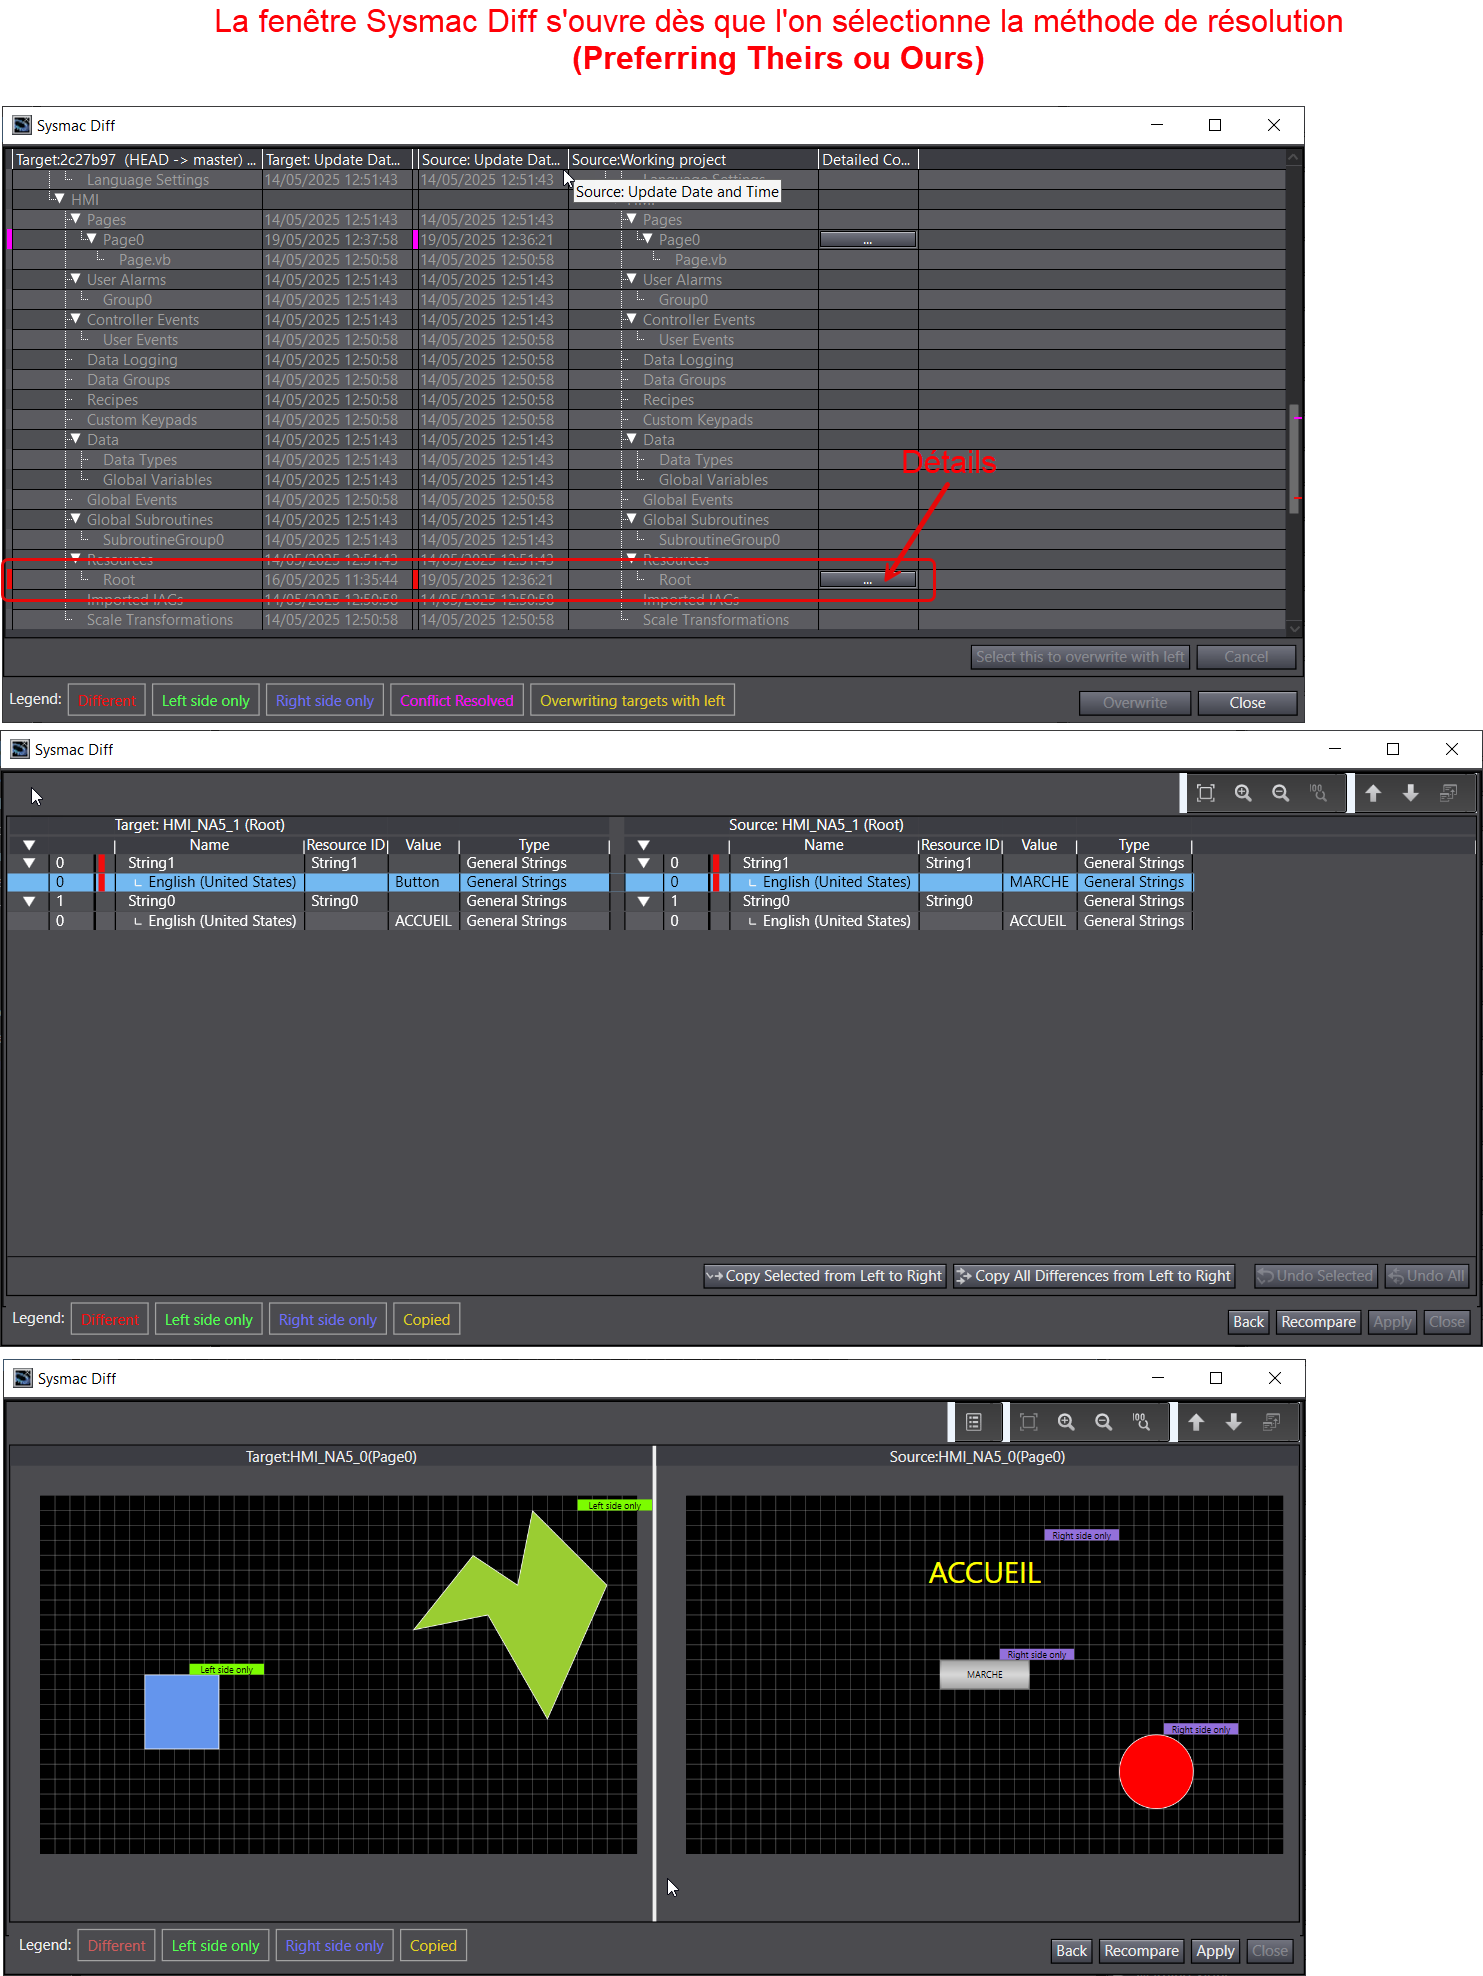 La fenêtre Sysmac Diff s'ouvre dès que l'on sélectionne la méthode de résolution
(Preferring Theirs ou Ours)
Sysmac Diff
Target:2c27b97 (HEAD -> master) ... Target: Update Dat... Source: Update Dat... Source:Working project Detailed Co...
Language Settings 14/05/2025 12:51:43 14/05/2025 12:51:43 Language Settings
Source: Update Date and Time
HMI
Pages 14/05/2025 12:51:43 14/05/2025 12:51:43 Pages
Page0 19/05/2025 12:37:58 19/05/2025 12:36:21 Page0 ...
Page.vb 14/05/2025 12:50:58 14/05/2025 12:50:58 Page.vb
User Alarms 14/05/2025 12:51:43 14/05/2025 12:51:43 User Alarms
Group0 14/05/2025 12:51:43 14/05/2025 12:51:43 Group0
Controller Events 14/05/2025 12:51:43 14/05/2025 12:51:43 Controller Events
User Events 14/05/2025 12:50:58 14/05/2025 12:50:58 User Events
Data Logging 14/05/2025 12:50:58 14/05/2025 12:50:58 Data Logging
Data Groups 14/05/2025 12:50:58 14/05/2025 12:50:58 Data Groups
Recipes 14/05/2025 12:50:58 14/05/2025 12:50:58 Recipes
Custom Keypads 14/05/2025 12:50:58 14/05/2025 12:50:58 Custom Keypads
Data 14/05/2025 12:51:43 14/05/2025 12:51:43 Data
Data Types 14/05/2025 12:51:43 14/05/2025 12:51:43 Data Types
Détails
Global Variables 14/05/2025 12:51:43 14/05/2025 12:51:43 Global Variables
Global Events 14/05/2025 12:50:58 14/05/2025 12:50:58 Global Events
Global Subroutines 14/05/2025 12:51:43 14/05/2025 12:51:43 Global Subroutines
SubroutineGroup0 14/05/2025 12:51:43 14/05/2025 12:51:43 SubroutineGroup0
Resources 14/05/2025 12:51:43 14/05/2025 12:51:43 Resources
Root 16/05/2025 11:35:44 19/05/2025 12:36:21 Root ...
Imported IAGs 14/05/2025 12:50:58 14/05/2025 12:50:58 Imported IAGs
Scale Transformations 14/05/2025 12:50:58 14/05/2025 12:50:58 Scale Transformations
Select this to overwrite with left Cancel
Legend: Different Left side only Right side only Conflict Resolved Overwriting targets with left Overwrite Close
Sysmac Diff
100
Target: HMI_NA5_1 (Root) Source: HMI_NA5_1 (Root)
Name Resource ID Value Type Name Resource ID Value Type
0 String1 String1 General Strings 0 String1 String1 General Strings
0 English (United States) Button General Strings 0 English (United States) MARCHE General Strings
1 String0 String0 General Strings 1 String0 String0 General Strings
0 English (United States) ACCUEIL General Strings 0 English (United States) ACCUEIL General Strings
Copy Selected from Left to Right Copy All Differences from Left to Right Undo Selected Undo All
Legend: Different Left side only Right side only Copied Back Recompare Apply Close
Sysmac Diff
100
Target:HMI_NA5_0(Page0) Source:HMI_NA5_0(Page0)
Left side only
Right side only
ACCUEIL
Right side only
Left side only
MARCHE
Right side only
Legend: Different Left side only Right side only Copied Back Recompare Apply Close